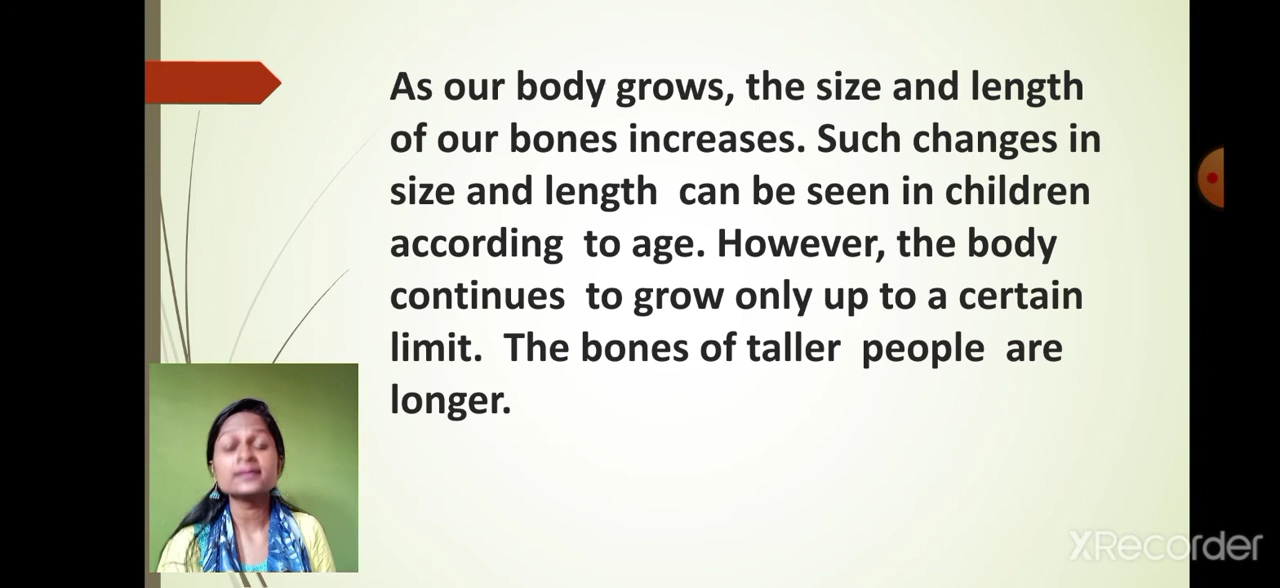 As our body grows, the size and length
of our bones increases. Such changes in
size and length can be seen in children
according to age. However, the body
continues to grow only up to a certain
limit. The bones of taller people are
longer.
XRecorder